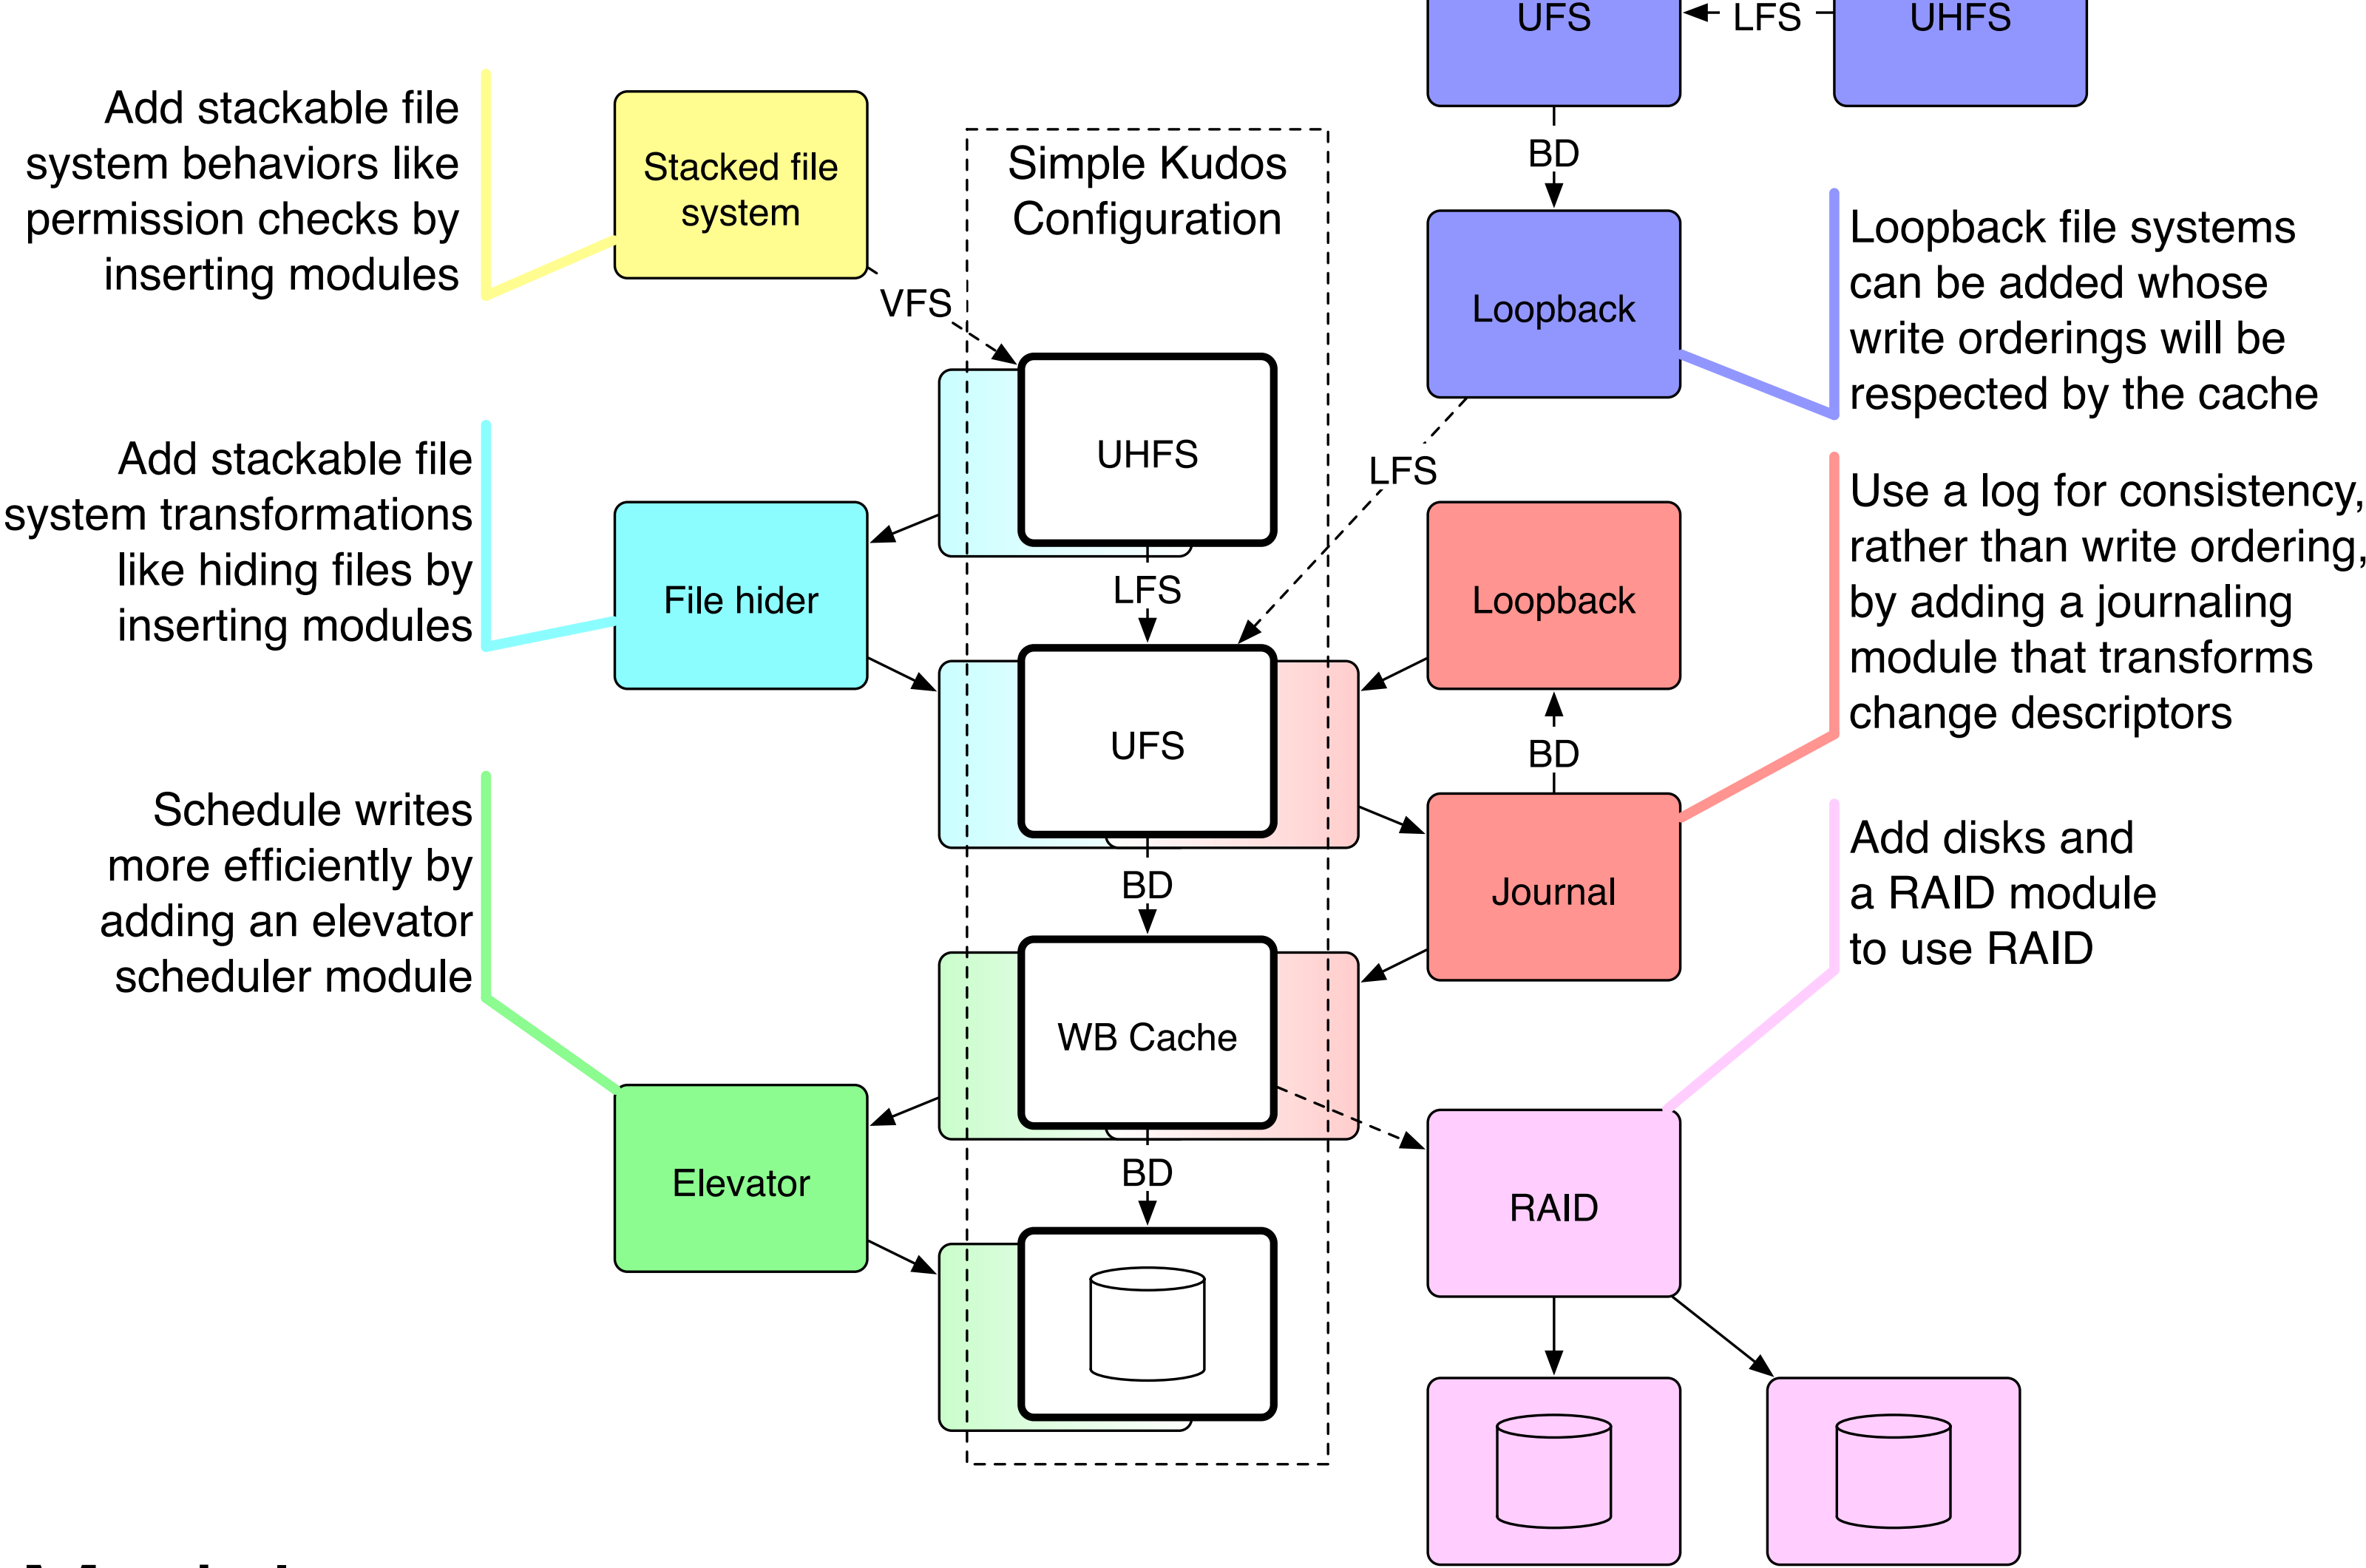 UFS
LFS
UHFS
Add stackable file
system behaviors like
permission checks by
inserting modules
Stacked file
system
Simple Kudos
Configuration
BD
VFS
Loopback
Loopback file systems
can be added whose
write orderings will be
respected by the cache
UHFS
LFS
Add stackable file
system transformations
like hiding files by
inserting modules
File hider
LFS
Loopback
Use a log for consistency,
rather than write ordering,
by adding a journaling
module that transforms
change descriptors
UFS
BD
Schedule writes
more efficiently by
adding an elevator
scheduler module
BD
Journal
Add disks and
a RAID module
to use RAID
WB Cache
Elevator
BD
RAID